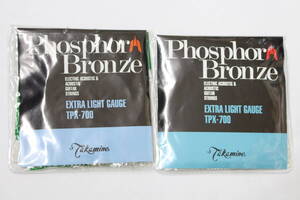 Phosphor
Bronze
ELECTRIC ACOUSTIC &
ACOUSTIC
GUITAR
STRINGS
EXTRA LIGHT GAUGE
TPX-700
Takamine
Phosphor
Bronze
ELECTRIC ACOUSTIC &
ACOUSTIC
GUITAR
STRINGS
EXTRA LIGHT GAUGE
TPX-700
Takamine